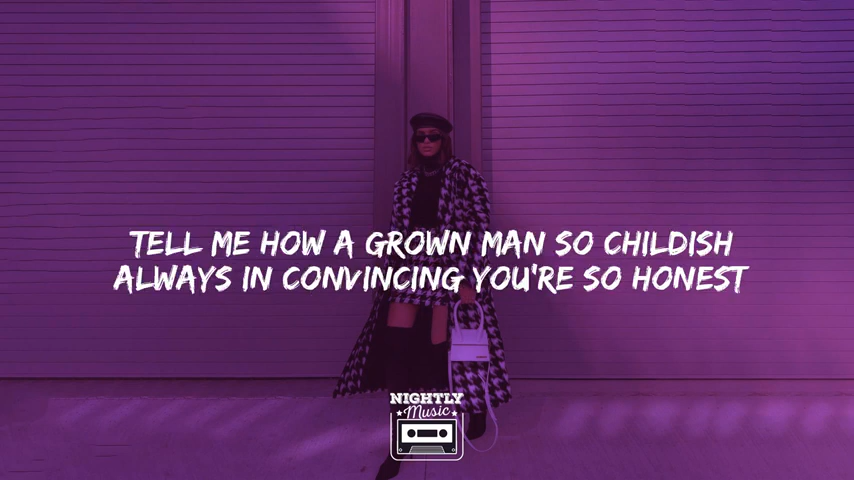 TELL ME HOW A GROWN MAN SO CHILDISH
ALWAYS IN CONVINCING YOU'RE SO HONEST
NIGHTLY
Music